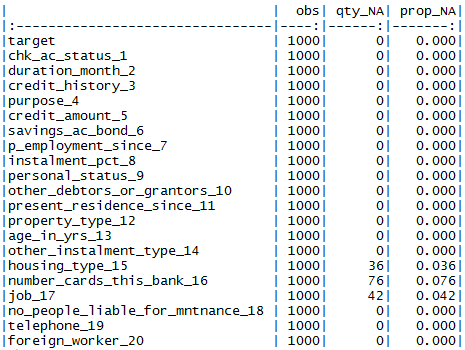 |                                |  obs| qty_NA| prop_NA|
|:-------------------------------|----:|------:|-------:|
|target                          | 1000|      0|   0.000|
|chk_ac_status_1                 | 1000|      0|   0.000|
|duration_month_2                | 1000|      0|   0.000|
|credit_history_3                | 1000|      0|   0.000|
|purpose_4                       | 1000|      0|   0.000|
|credit_amount_5                 | 1000|      0|   0.000|
|savings_ac_bond_6               | 1000|      0|   0.000|
|p_employment_since_7            | 1000|      0|   0.000|
|instalment_pct_8                | 1000|      0|   0.000|
|personal_status_9               | 1000|      0|   0.000|
|other_debtors_or_grantors_10    | 1000|      0|   0.000|
|present_residence_since_11      | 1000|      0|   0.000|
|property_type_12                | 1000|      0|   0.000|
|age_in_yrs_13                   | 1000|      0|   0.000|
|other_instalment_type_14        | 1000|      0|   0.000|
|housing_type_15                 | 1000|     36|   0.036|
|number_cards_this_bank_16       | 1000|     76|   0.076|
|job_17                          | 1000|     42|   0.042|
|no_people_liable_for_mntnance_18 | 1000|      0|   0.000|
|telephone_19                    | 1000|      0|   0.000|
|foreign_worker_20               | 1000|      0|   0.000|